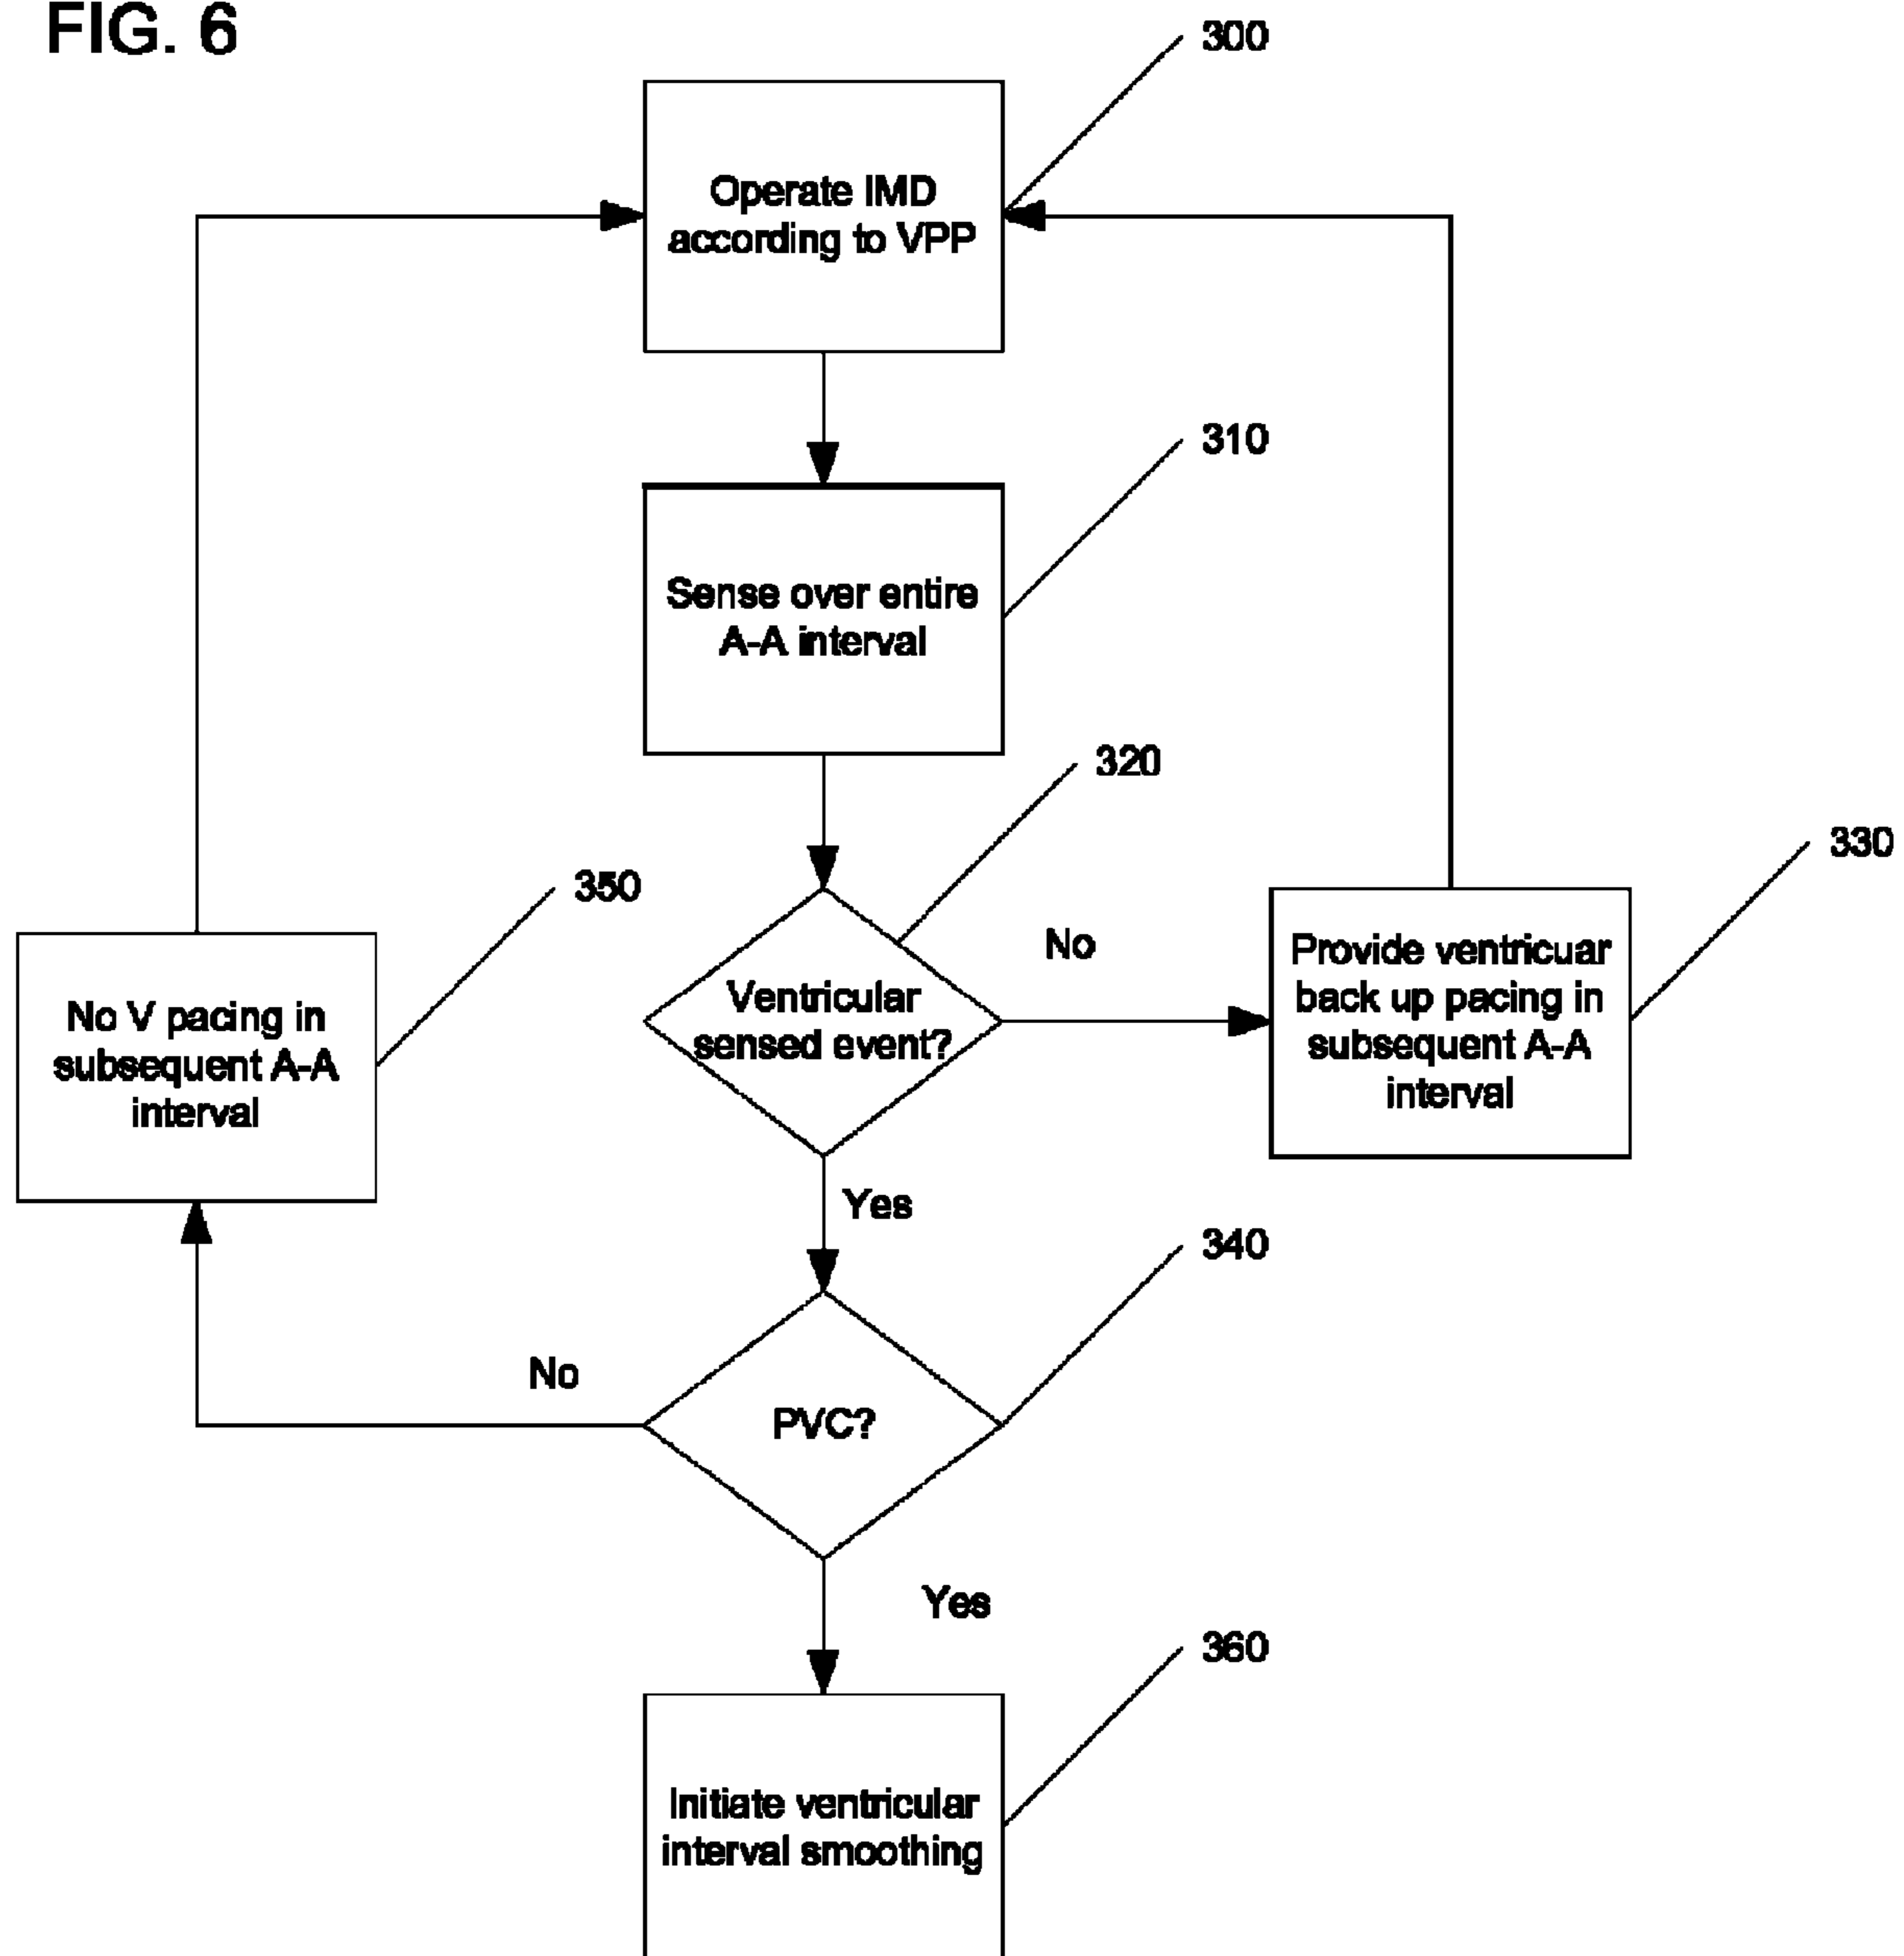 FIG. 6
300
Operate IMD
according to VPP
310
Sense over entire
A-A interval
320
330
350
No
Ventricular
sensed event?
Provide ventricuar
back up pacing in
subsequent A-A
interval
No V pacing in
subsequent A-A
interval
Yes
340
No
PVC?
Yes
360
Initiate ventricular
interval smoothing